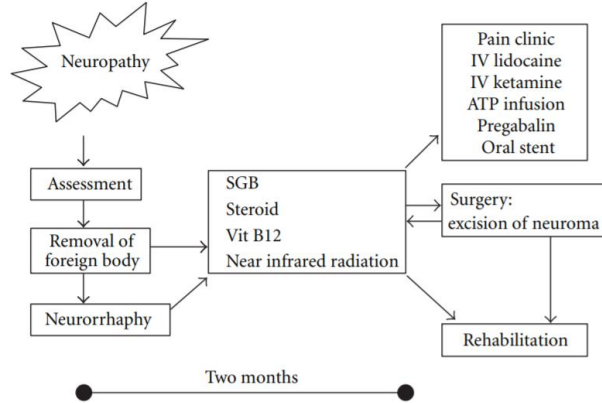 Neuropathy
Assessment
Removal of
foreign body
Neurorrhaphy
SGB
Steroid
Vit B12
Near infrared radiation
Pain clinic
IV lidocaine
IV ketamine
ATP infusion
Pregabalin
Oral stent
Surgery:
excision of neuroma
Rehabilitation
Two months